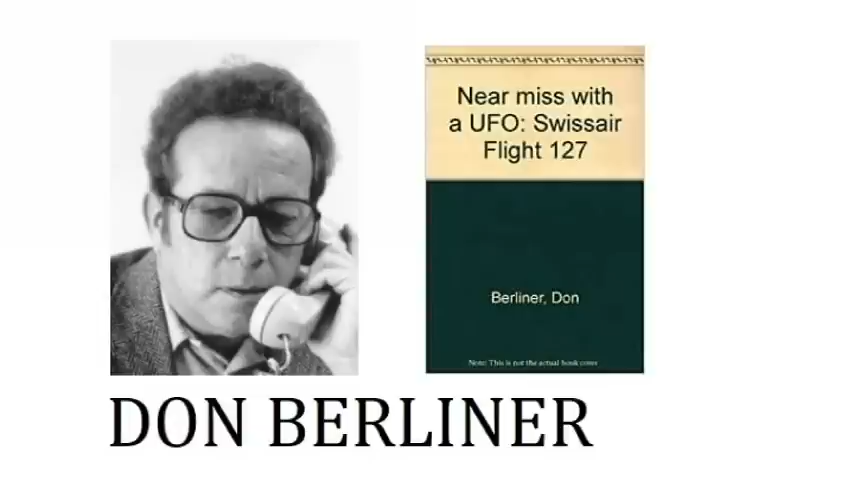 Near miss with
a UFO: Swissair
Flight 127
Berliner, Don
Note: This is not the actual book cover
DON BERLINER